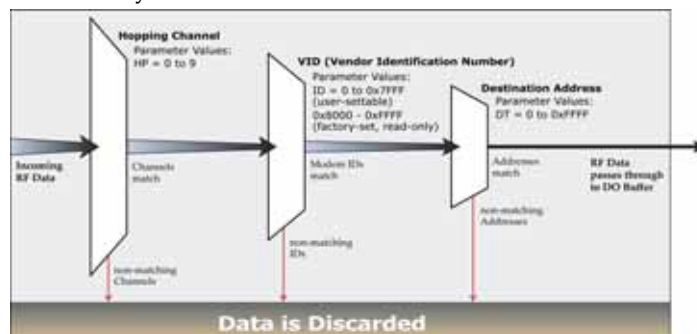 Hopping Channel
Parameter Values:
HP = 0 to 9
VID (Vendor Identification Number)
Parameter Values:
ID = 0 to 0x7FFF
(user-settable)
0x8000 - 0xFFFF
(factory-set, read-only)
Destination Address
Parameter Values:
DT = 0 to 0xFFFF
Incoming
RF Data
Channels
match
Modem IDs
match
Addresses
match
RF Data
passes through
to DO Buffer
non-matching
Channels
non-matching
IDs
non-matching
Addresses
Data is Discarded